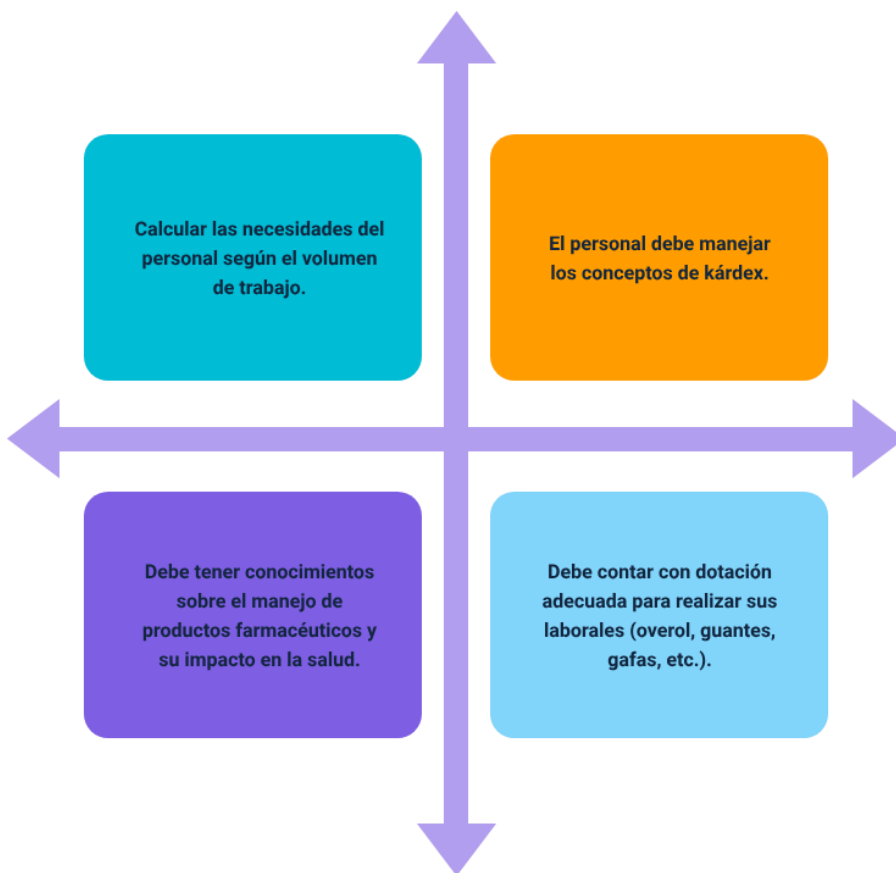 Calcular las necesidades del
personal según el volumen
de trabajo.
El personal debe manejar
los conceptos de kárdex.
Debe tener conocimientos
sobre el manejo de
productos farmacéuticos y
su impacto en la salud.
Debe contar con dotación
adecuada para realizar sus
laborales (overol, guantes,
gafas, etc.).